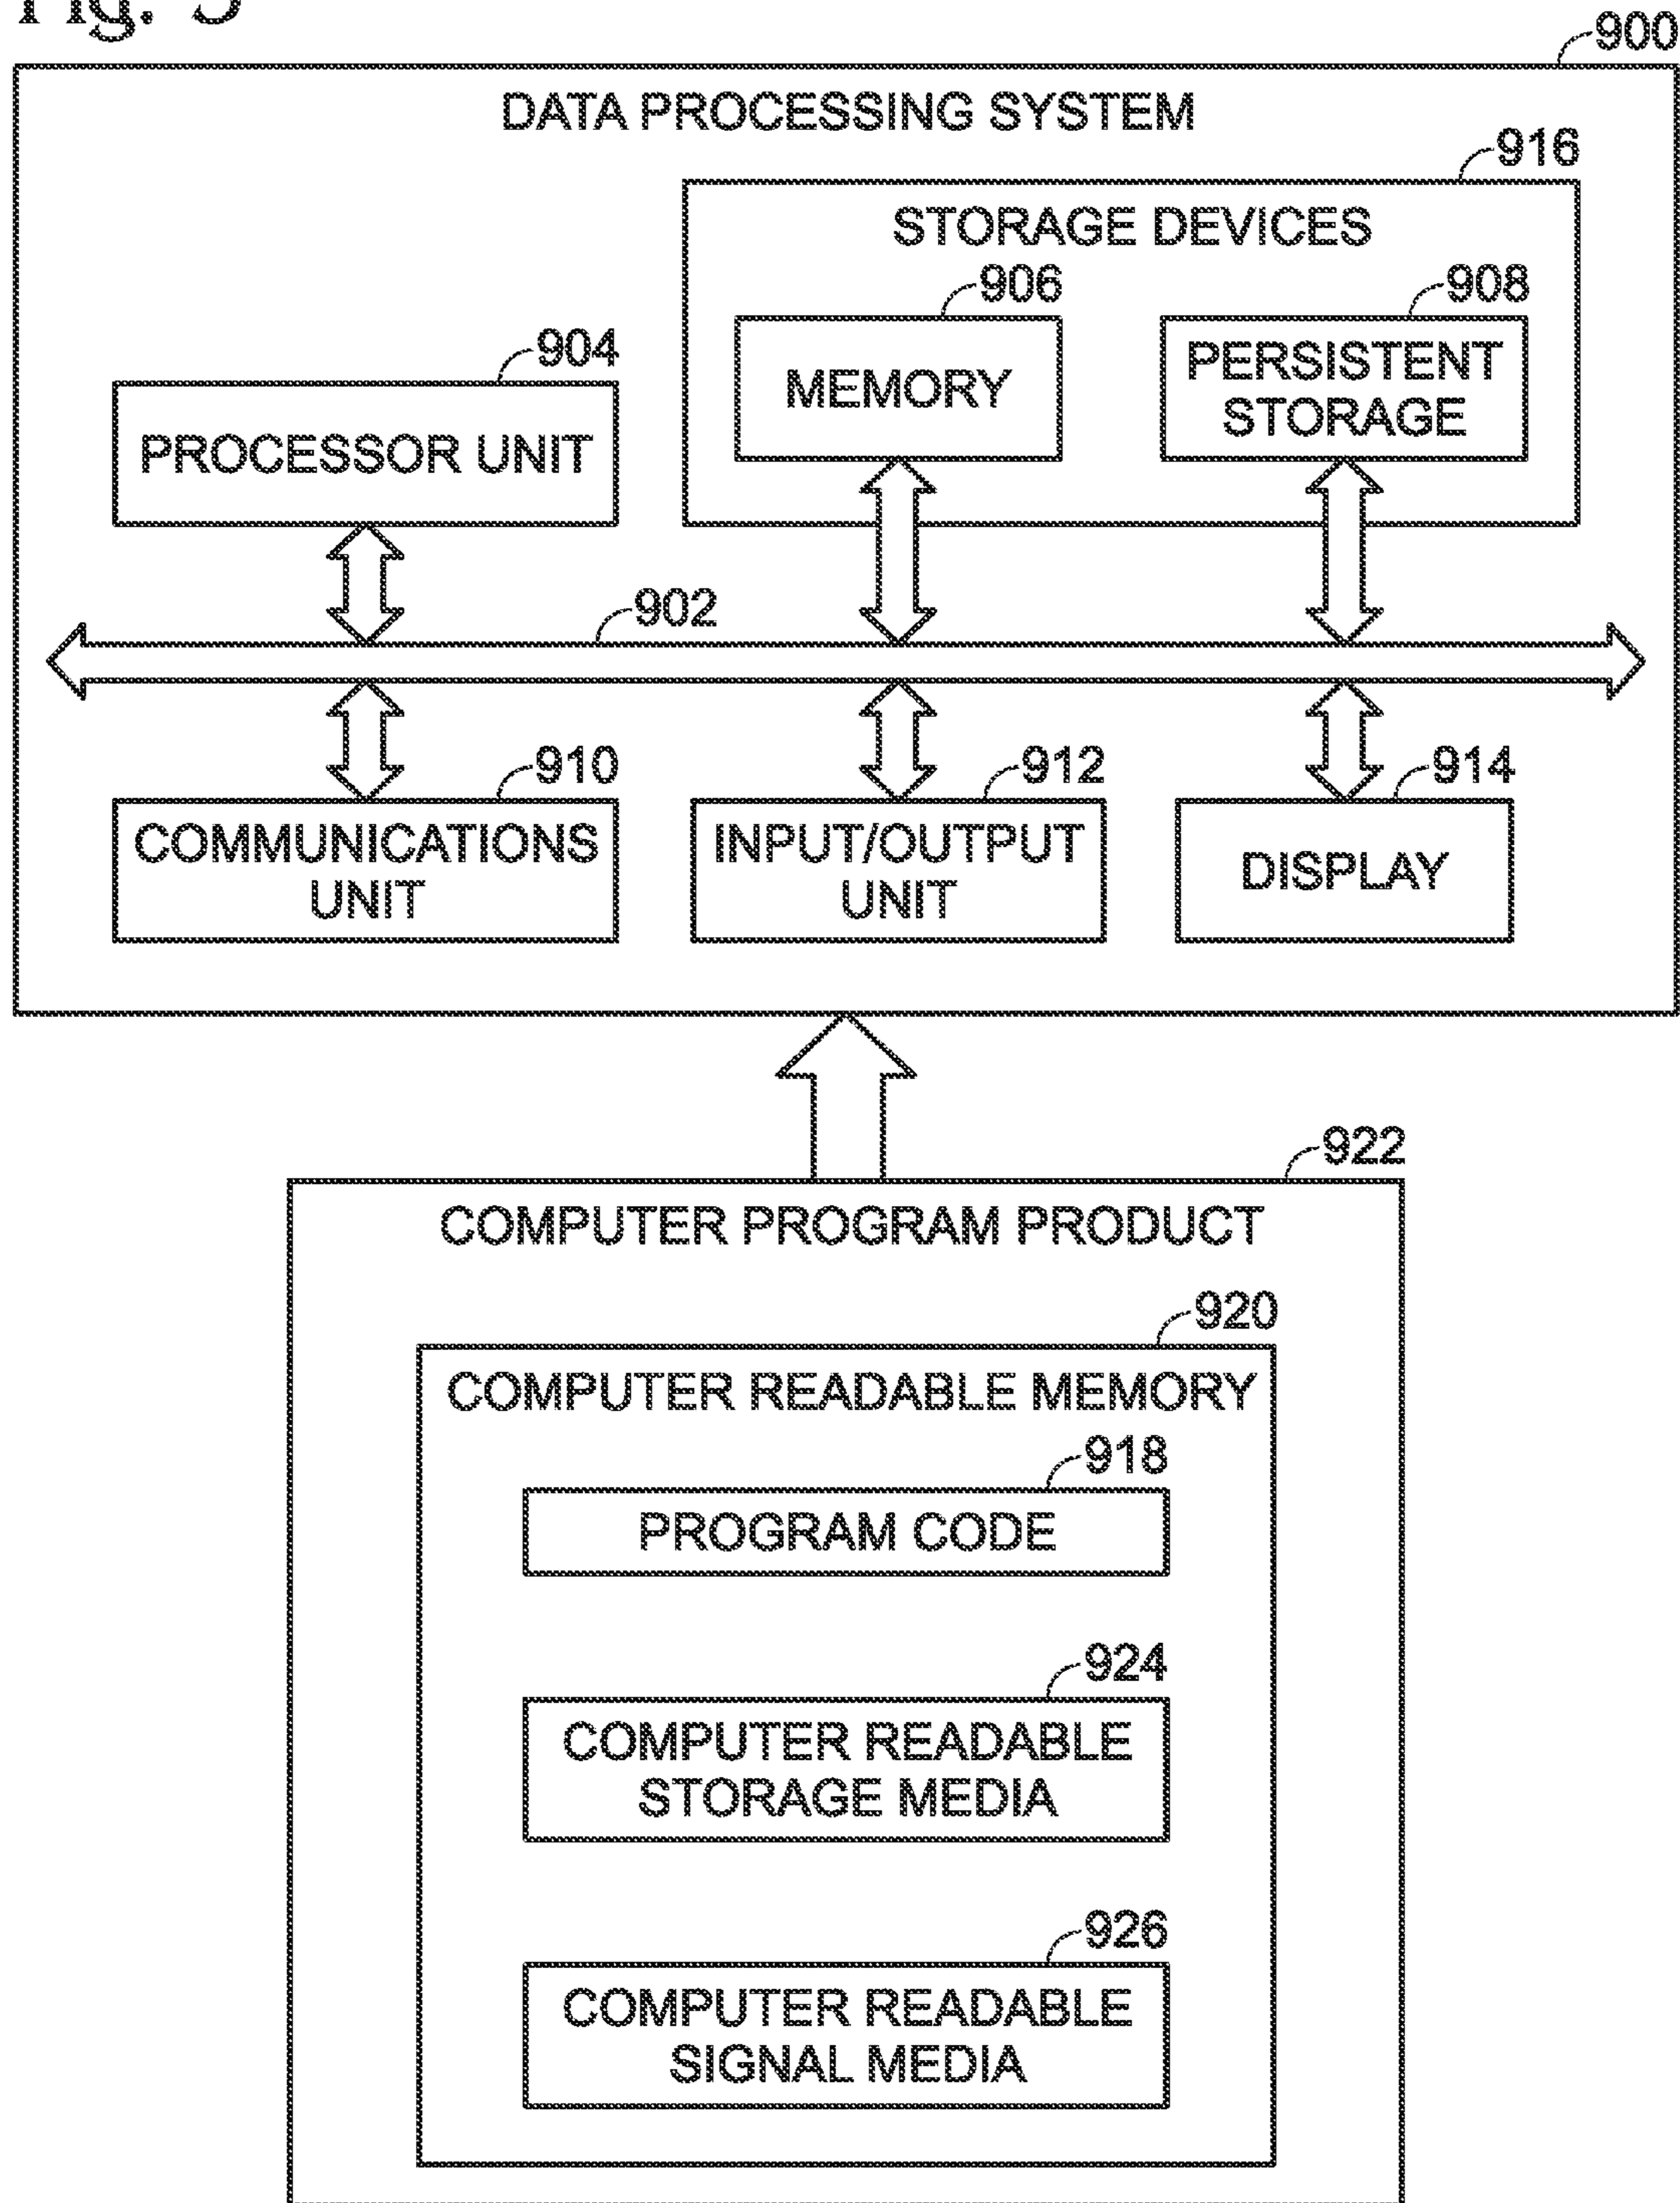 Fig. 5
900
DATA PROCESSING SYSTEM
916
STORAGE DEVICES
906
908
904
MEMORY
PERSISTENT
STORAGE
PROCESSOR UNIT
902
910
912
914
COMMUNICATIONS
UNIT
INPUT/OUTPUT
UNIT
DISPLAY
922
COMPUTER PROGRAM PRODUCT
920
COMPUTER READABLE MEMORY
918
PROGRAM CODE
924
COMPUTER READABLE
STORAGE MEDIA
926
COMPUTER READABLE
SIGNAL MEDIA